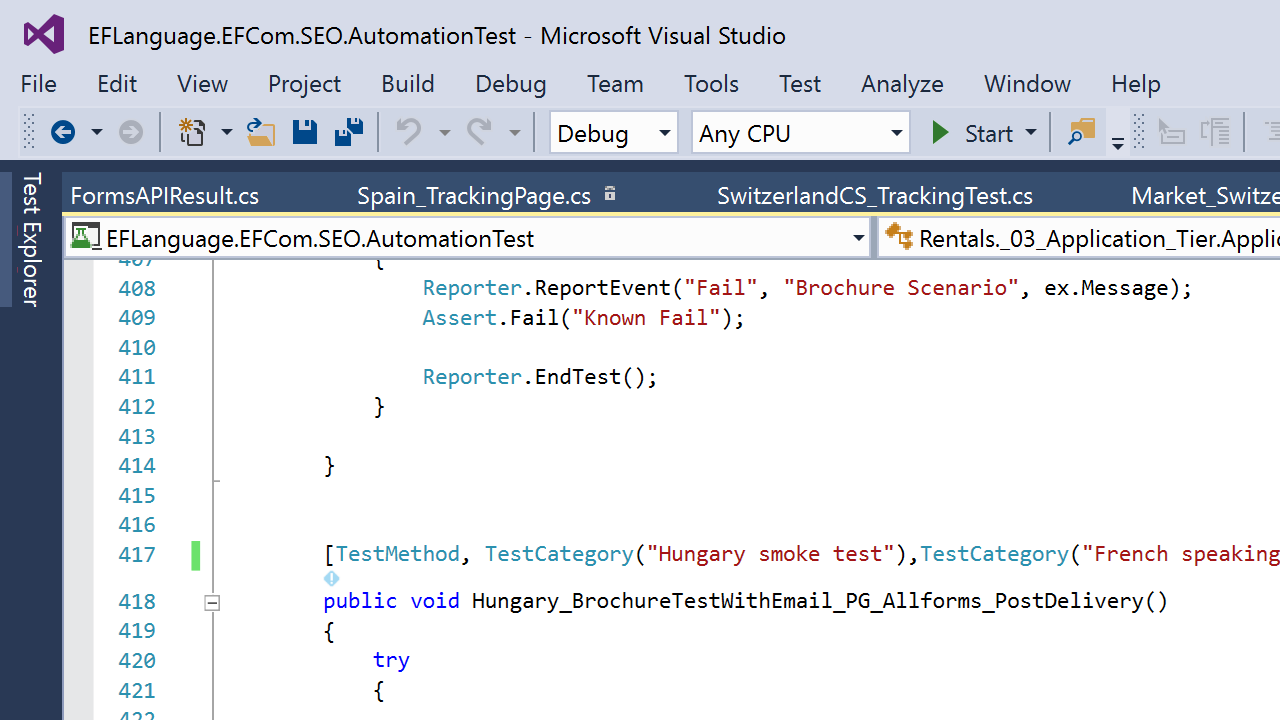 EFLanguage.EFCom.SEO.AutomationTest - Microsoft Visual Studio
File Edit View Project Build Debug Team Tools Test Analyze Window Help
Debug Any CPU Start
Test Explorer
FormsAPIResult.cs Spain_TrackingPage.cs SwitzerlandCS_TrackingTest.cs Market_Switze
EFLanguage.EFCom.SEO.AutomationTest Rentals._03_Application_Tier.Applic
407 {
408 Reporter.ReportEvent("Fail", "Brochure Scenario", ex.Message);
409 Assert.Fail("Known Fail");
410
411 Reporter.EndTest();
412 }
413
414 }
415
416
417 [TestMethod, TestCategory("Hungary smoke test"),TestCategory("French speaking
418 public void Hungary_BrochureTestWithEmail_PG_Allforms_PostDelivery()
419 {
420 try
421 {
422